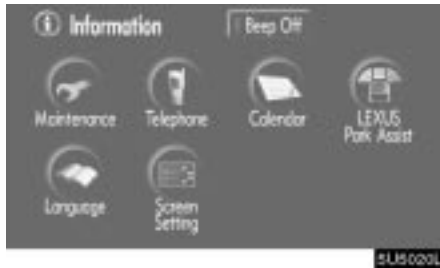 i Information Beep Off
Maintenance Telephone Calendar LEXUS
Park Assist
Language Screen
Setting
5U5020L